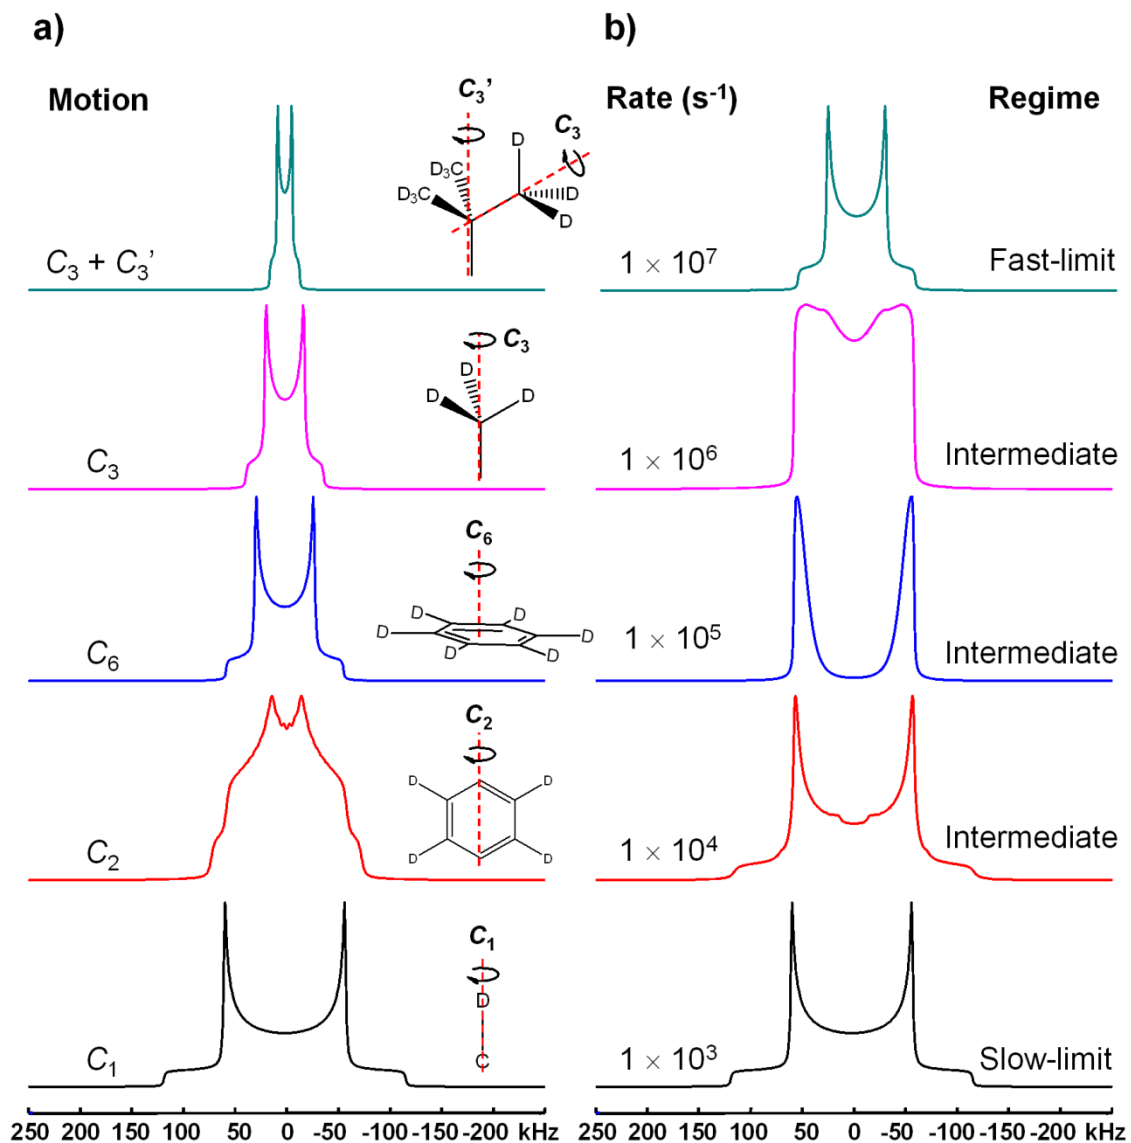 a)
Motion
C₃'
C₃
D
D₃C
D₃C
D
D
C₃ + C₃'
C₃
D
D
D
C₃
C₆
D
D
D
D
D
D
C₆
C₂
D
D
D
D
C₂
C₁
D
C
C₁
250 200 150 100 50 0 -50 -100 -150 -200 kHz
b)
Rate (s⁻¹) Regime
1 × 10⁷ Fast-limit
1 × 10⁶ Intermediate
1 × 10⁵ Intermediate
1 × 10⁴ Intermediate
1 × 10³ Slow-limit
250 200 150 100 50 0 -50 -100 -150 -200 kHz